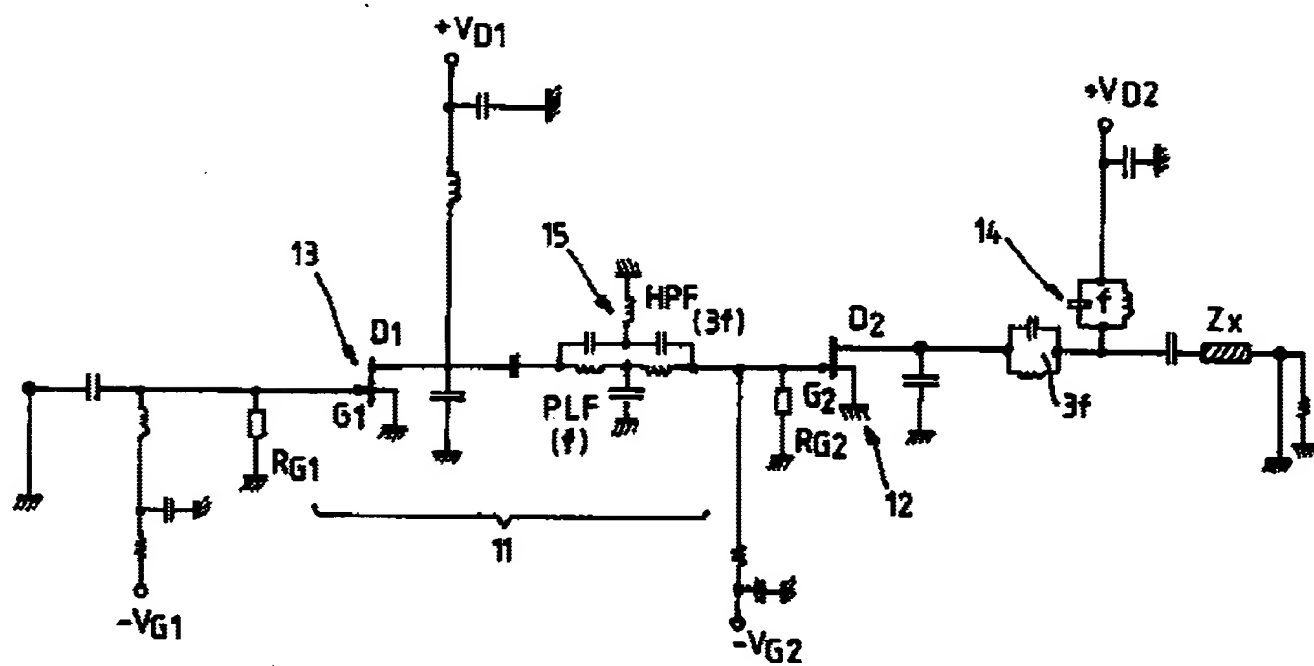 +VD1
+VD2
13
15
14
HPF
(3f)
f
D1
D2
Zx
G1
PLF
(f)
G2
3f
RG1
RG2
12
11
-VG1
-VG2